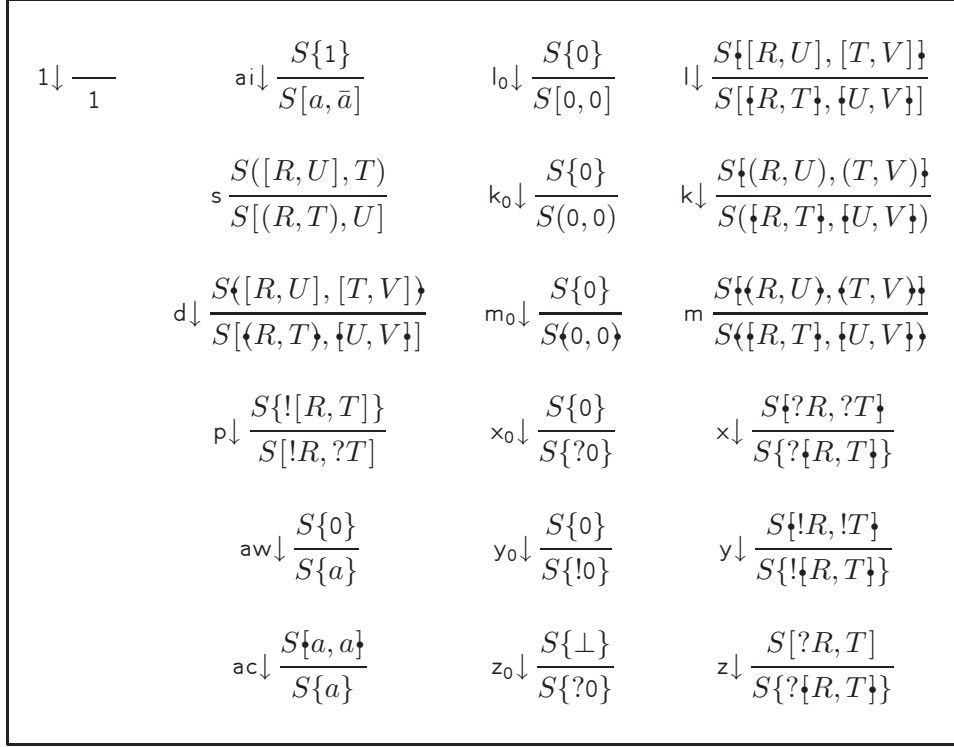 S{1} S{0} S[•[R, U], [T, V]•]
1↓ ai↓ l₀↓ l↓
1 S[a, ā] S[0, 0] S[[•R, T•], [•U, V•]]
S([R, U], T) S{0} S[•(R, U), (T, V)•]
s k₀↓ k↓
S[(R, T), U] S(0, 0) S([•R, T•], [•U, V•])
S(•[R, U], [T, V]•) S{0} S[•(•R, U•), (•T, V•)•]
d↓ m₀↓ m
S[(•R, T•), [•U, V•]] S(•0, 0•) S(•[•R, T•], [•U, V•]•)
S{![R, T]} S{0} S[•?R, ?T•]
p↓ x₀↓ x↓
S[!R, ?T] S{?0} S{?[•R, T•]}
S{0} S{0} S[•!R, !T•]
aw↓ y₀↓ y↓
S{a} S{!0} S{![•R, T•]}
S[•a, a•] S{⊥} S[?R, T]
ac↓ z₀↓ z↓
S{a} S{?0} S{?[•R, T•]}